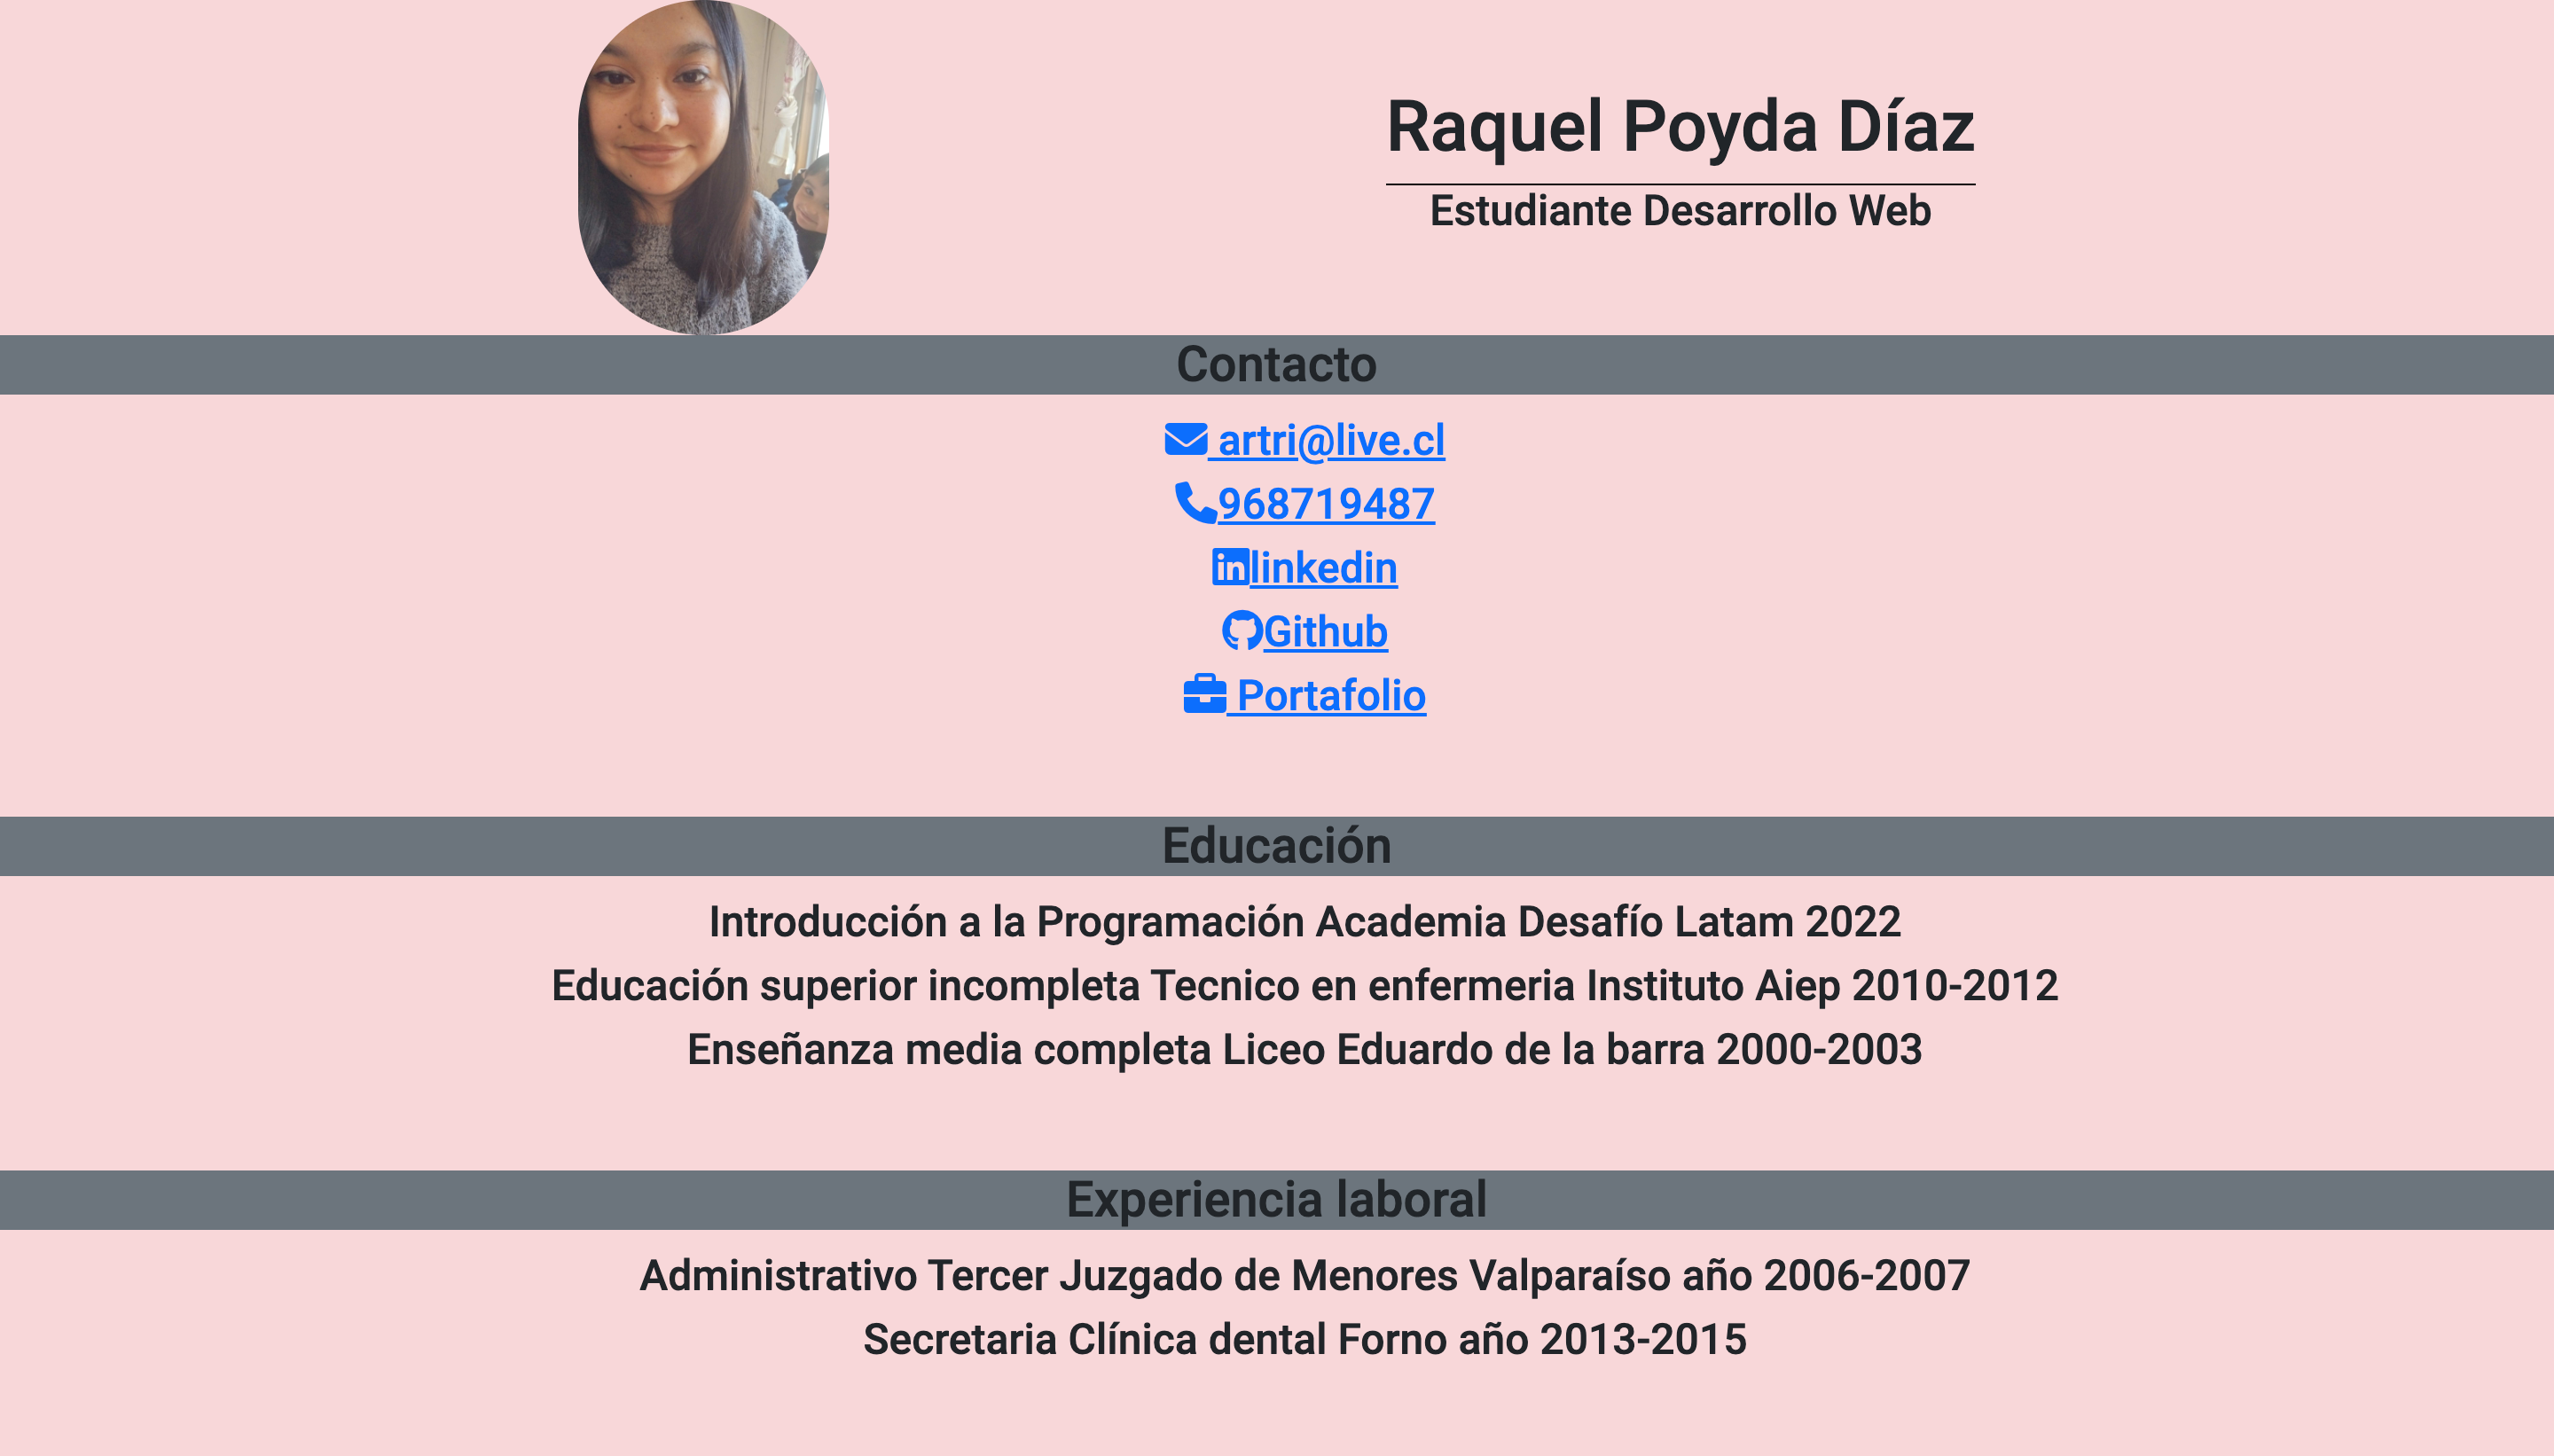 Raquel Poyda Díaz
Estudiante Desarrollo Web
Contacto
artri@live.cl
968719487
linkedin
Github
Portafolio
Educación
Introducción a la Programación Academia Desafío Latam 2022
Educación superior incompleta Tecnico en enfermeria Instituto Aiep 2010-2012
Enseñanza media completa Liceo Eduardo de la barra 2000-2003
Experiencia laboral
Administrativo Tercer Juzgado de Menores Valparaíso año 2006-2007
Secretaria Clínica dental Forno año 2013-2015